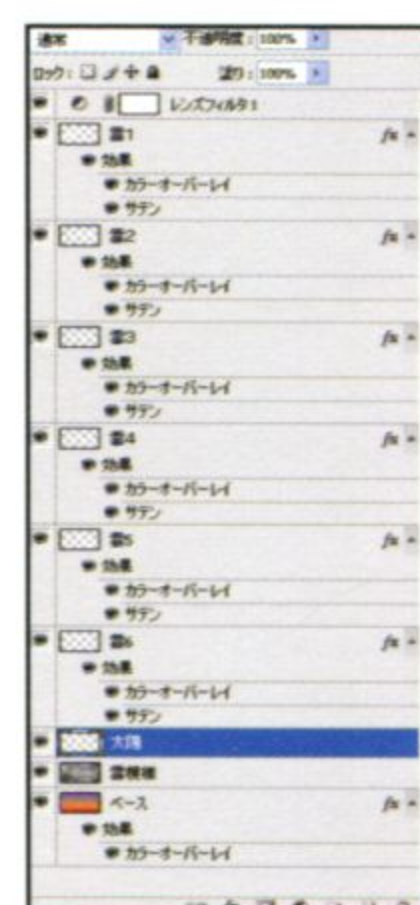 通常 不透明度：100%
ロック： 塗り：100%
レンズフィルタ1
雲1 fx
効果
カラーオーバーレイ
サテン
雲2 fx
効果
カラーオーバーレイ
サテン
雲3 fx
効果
カラーオーバーレイ
サテン
雲4 fx
効果
カラーオーバーレイ
サテン
雲5 fx
効果
カラーオーバーレイ
サテン
雲6 fx
効果
カラーオーバーレイ
サテン
太陽
雲模様
ベース fx
効果
カラーオーバーレイ